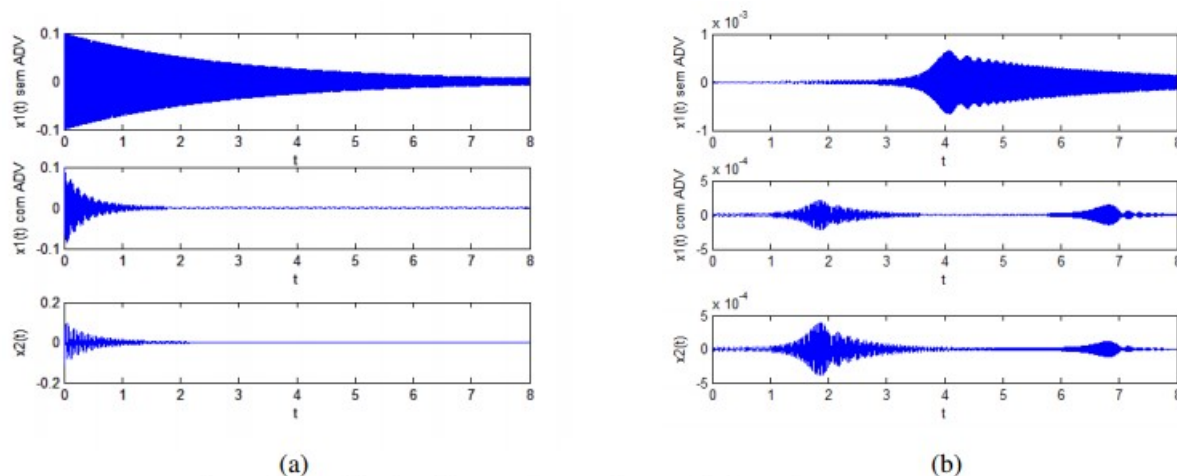 0.1
0
-0.1
x1(t) sem ADV
0 1 2 3 4 5 6 7 8
t
0.1
0
-0.1
x1(t) com ADV
0 1 2 3 4 5 6 7 8
t
0.2
0
-0.2
x2(t)
0 1 2 3 4 5 6 7 8
t
(a)
x 10-3
1
0
-1
x1(t) sem ADV
0 1 2 3 4 5 6 7 8
t
x 10-4
5
0
-5
x1(t) com ADV
0 1 2 3 4 5 6 7 8
t
x 10-4
5
0
-5
x2(t)
0 1 2 3 4 5 6 7 8
t
(b)